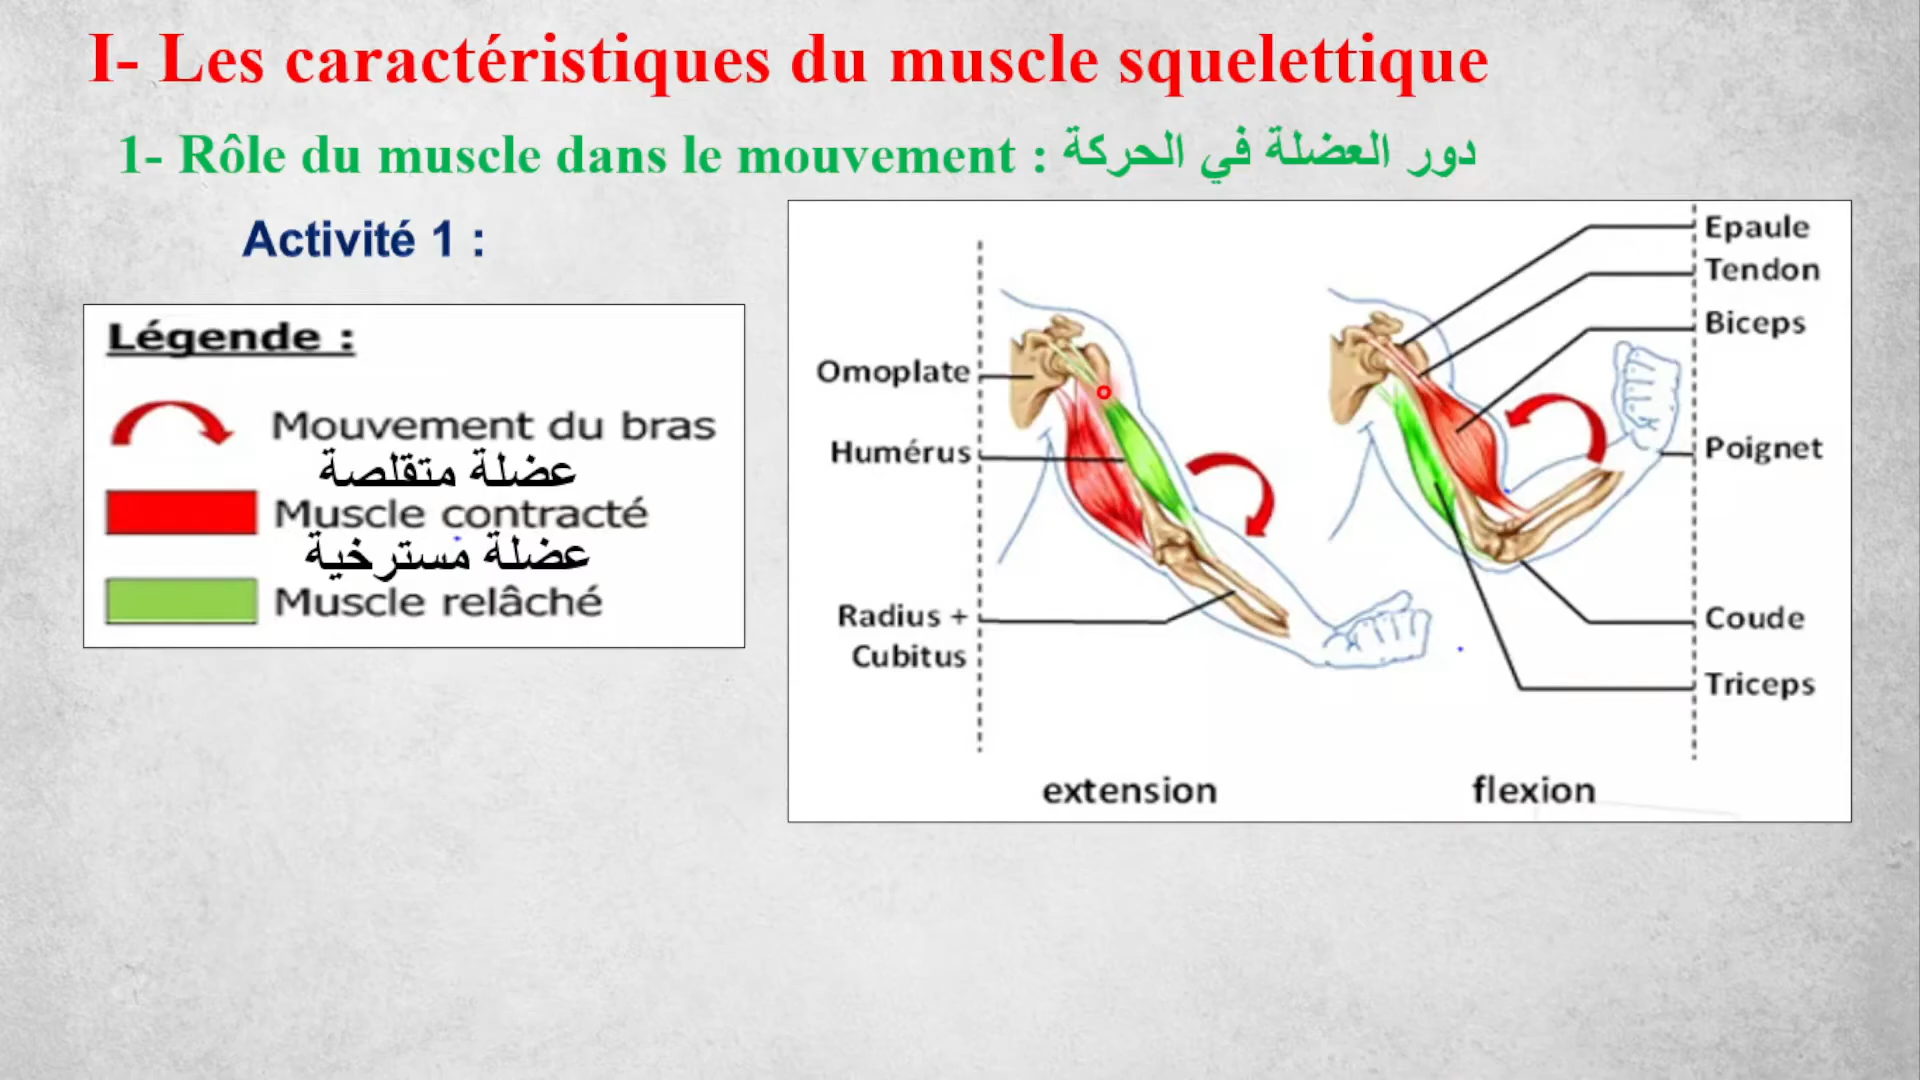 I- Les caractéristiques du muscle squelettique
1- Rôle du muscle dans le mouvement : دور العضلة في الحركة
Activité 1 :
Légende :
Mouvement du bras
عضلة متقلصة
Muscle contracté
عضلة مسترخية
Muscle relâché
Omoplate
Humérus
Radius +
Cubitus
Epaule
Tendon
Biceps
Poignet
Coude
Triceps
extension
flexion